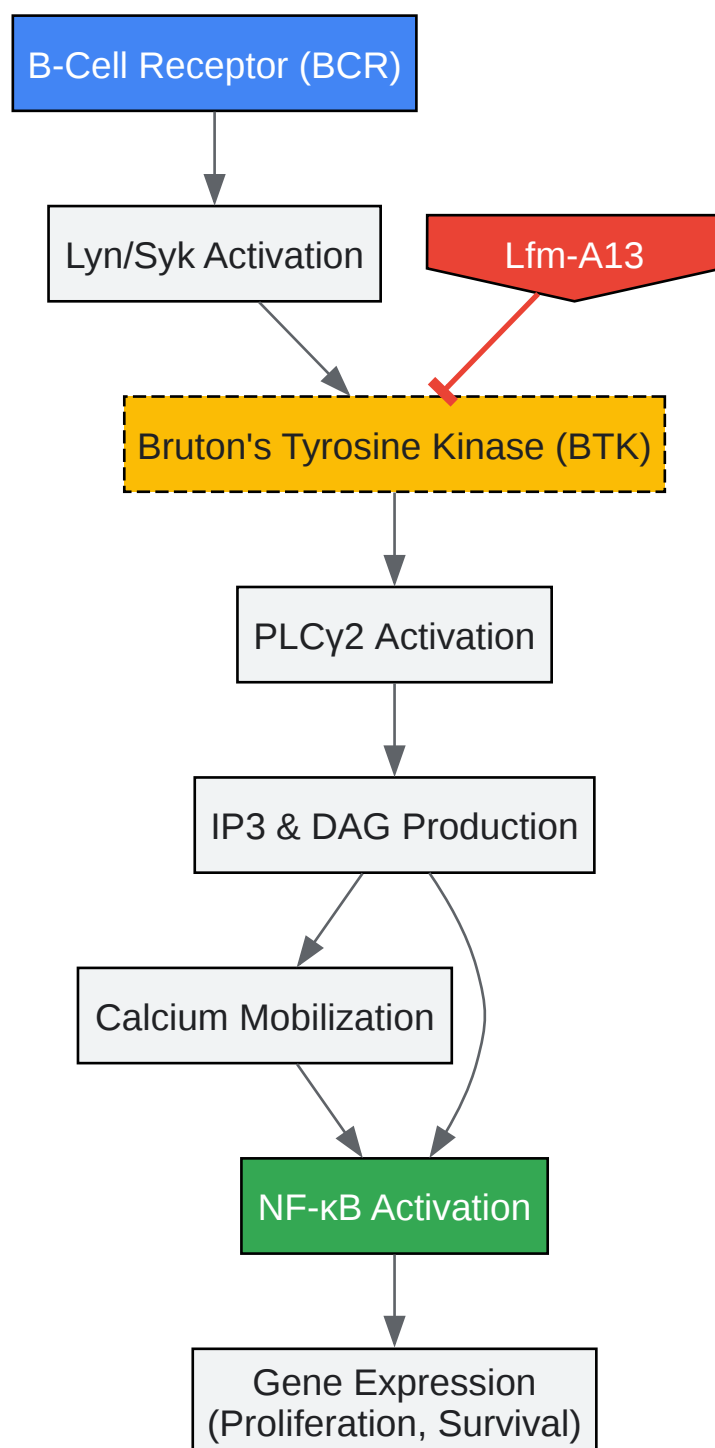 B-Cell Receptor (BCR)
Lyn/Syk Activation
Lfm-A13
Bruton's Tyrosine Kinase (BTK)
PLCγ2 Activation
IP3 & DAG Production
Calcium Mobilization
NF-κB Activation
Gene Expression
(Proliferation, Survival)